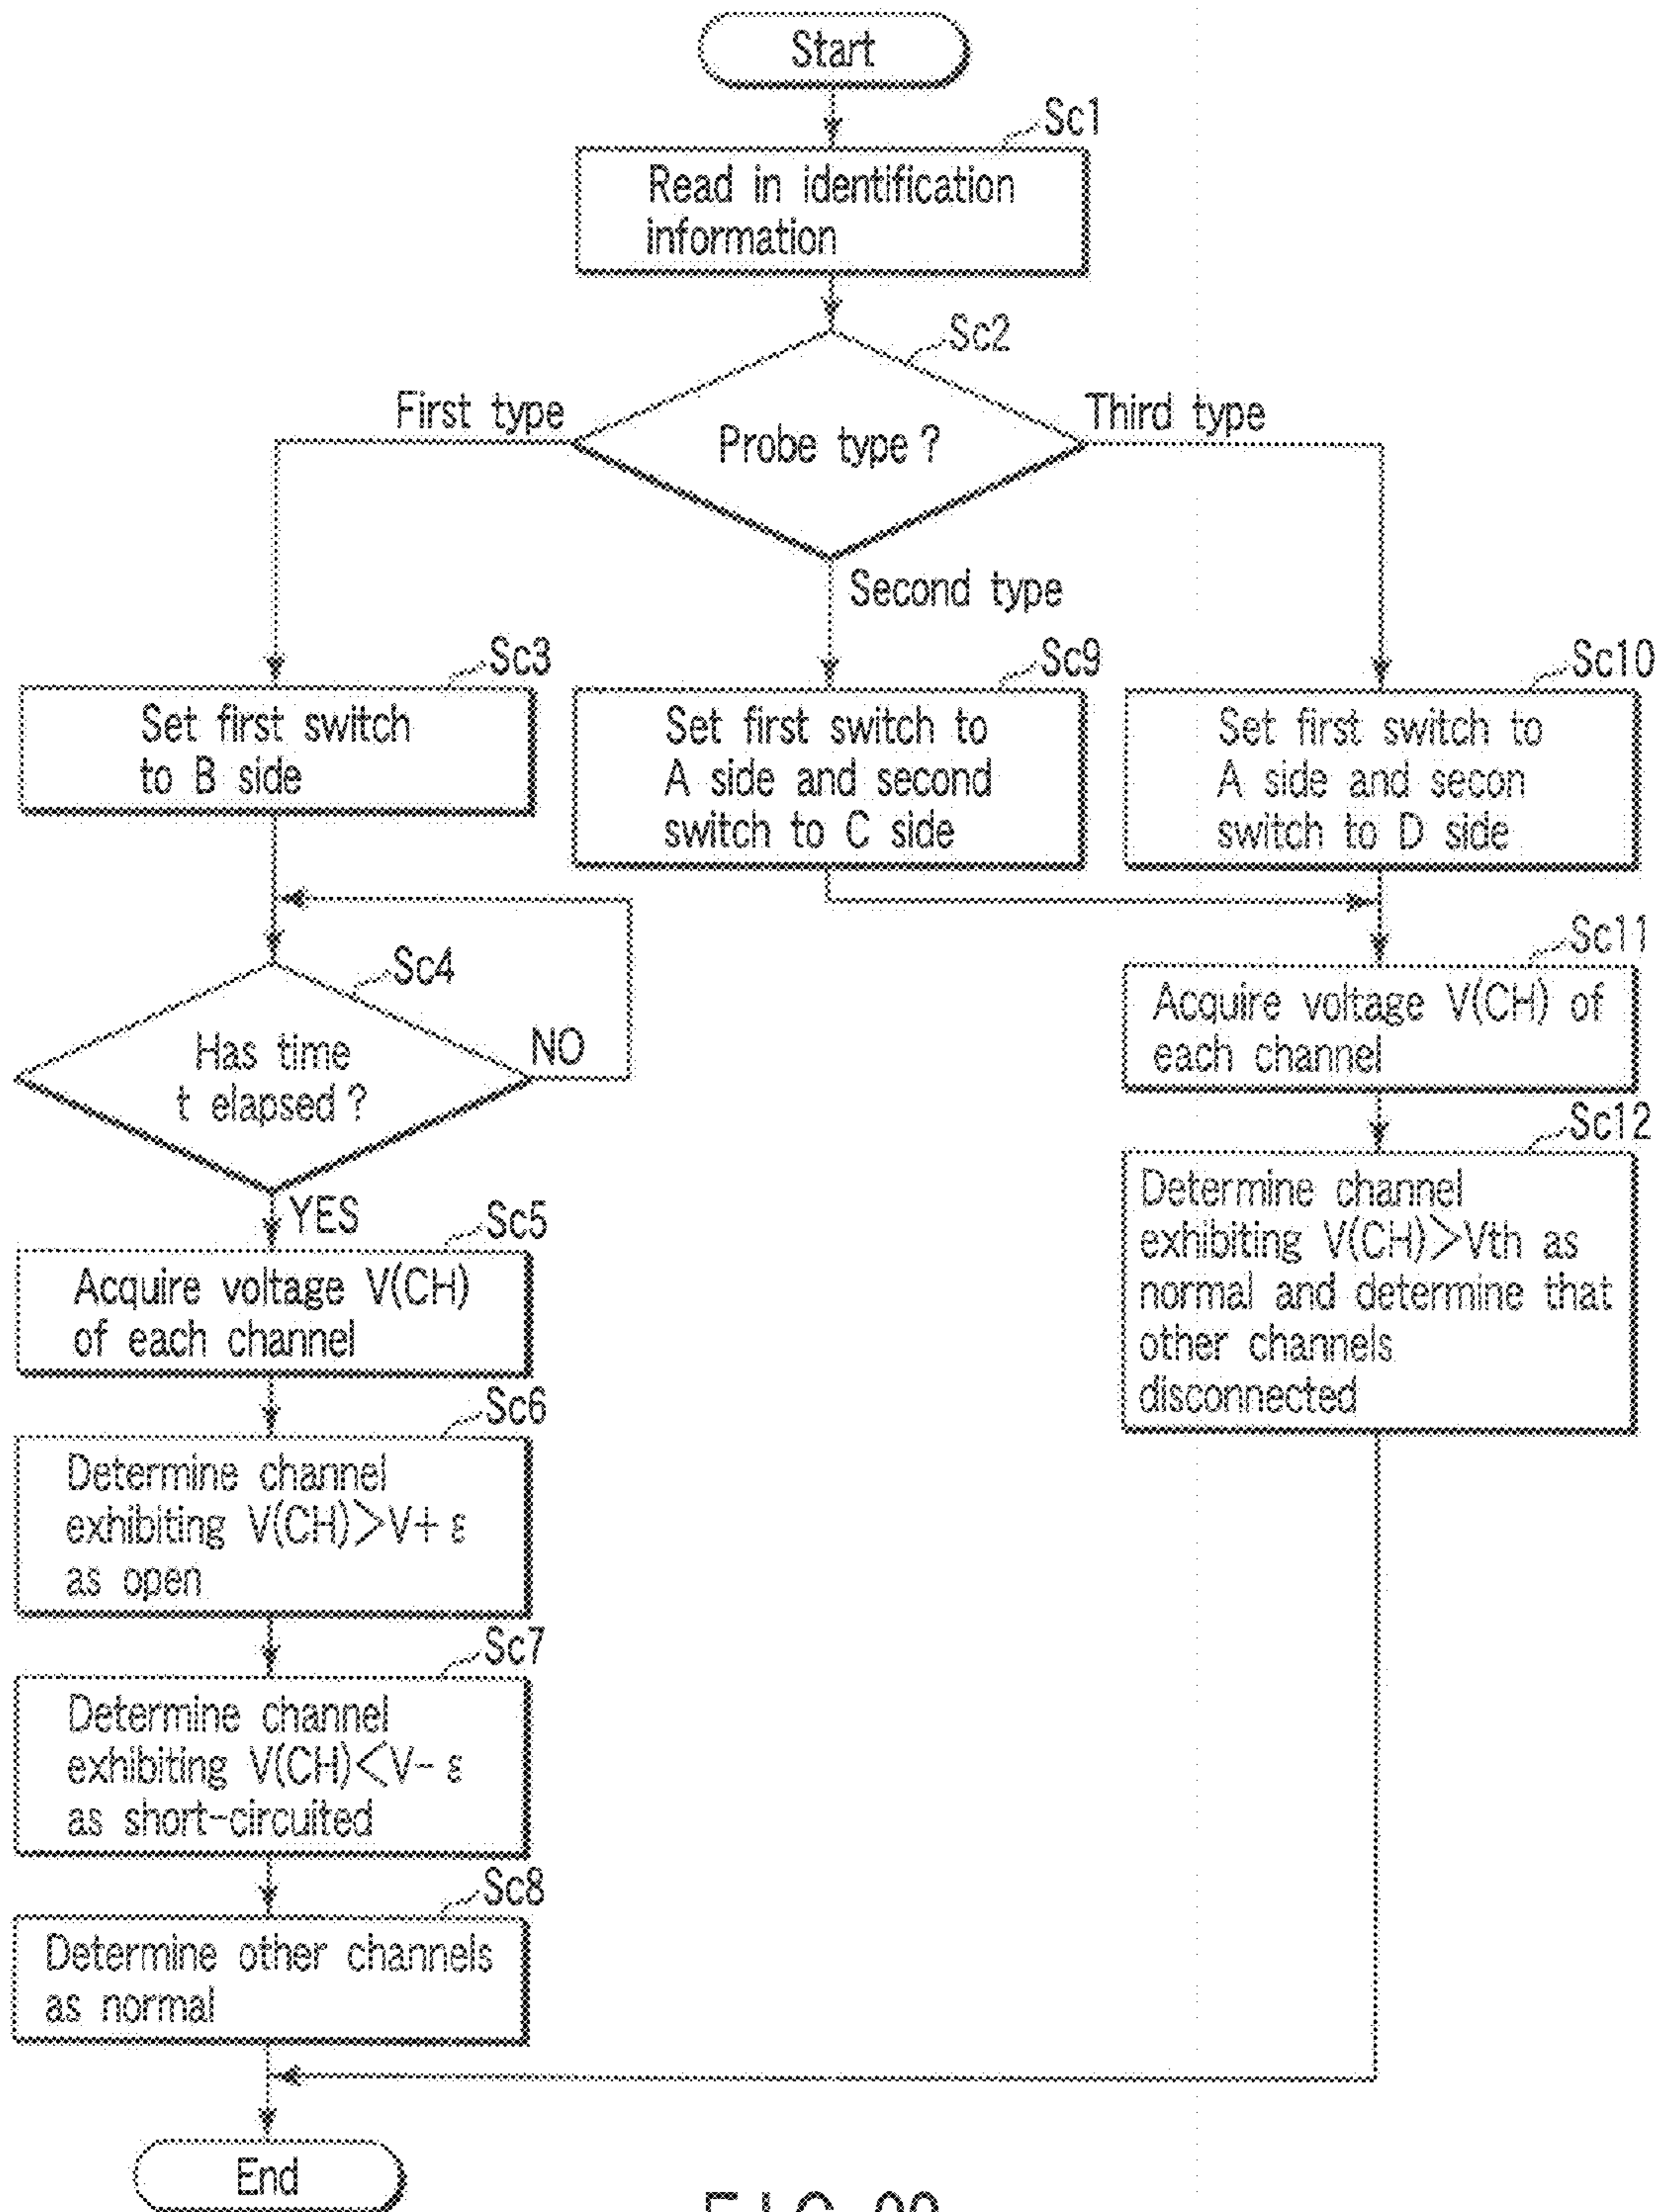 Start
Sc1
Read in identification
information
Sc2
First type
Probe type ?
Third type
Second type
Sc3
Set first switch
to B side
Sc9
Set first switch to
A side and second
switch to C side
Sc10
Set first switch to
A side and secon
switch to D side
Sc4
Has time
t elapsed ?
NO
YES
Sc5
Acquire voltage V(CH)
of each channel
Sc6
Determine channel
exhibiting V(CH)>V+ ε
as open
Sc7
Determine channel
exhibiting V(CH)<V- ε
as short-circuited
Sc8
Determine other channels
as normal
Sc11
Acquire voltage V(CH) of
each channel
Sc12
Determine channel
exhibiting V(CH)>Vth as
normal and determine that
other channels
disconnected
End